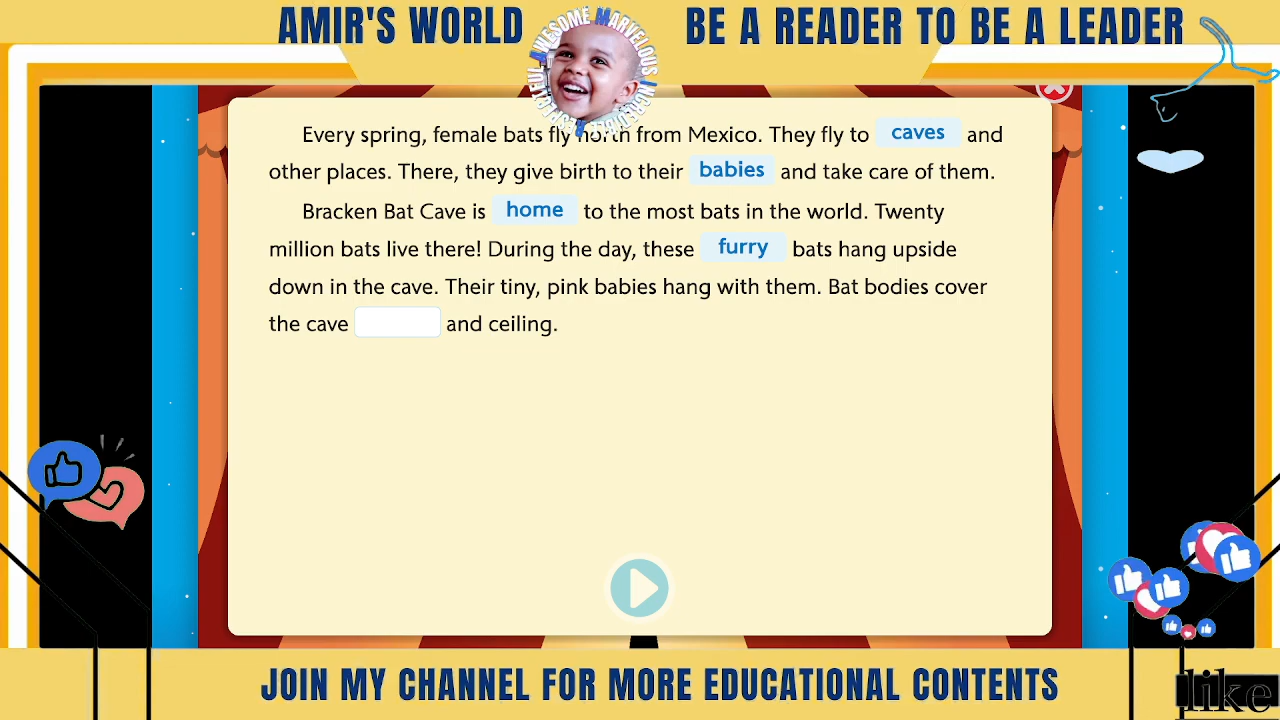 AMIR'S WORLD
BE A READER TO BE A LEADER
AWESOME MARVELOUS INCREDIBLE RESPECTFUL
Every spring, female bats fly north from Mexico. They fly to caves and
other places. There, they give birth to their babies and take care of them.
Bracken Bat Cave is home to the most bats in the world. Twenty
million bats live there! During the day, these furry bats hang upside
down in the cave. Their tiny, pink babies hang with them. Bat bodies cover
the cave and ceiling.
JOIN MY CHANNEL FOR MORE EDUCATIONAL CONTENTS
like